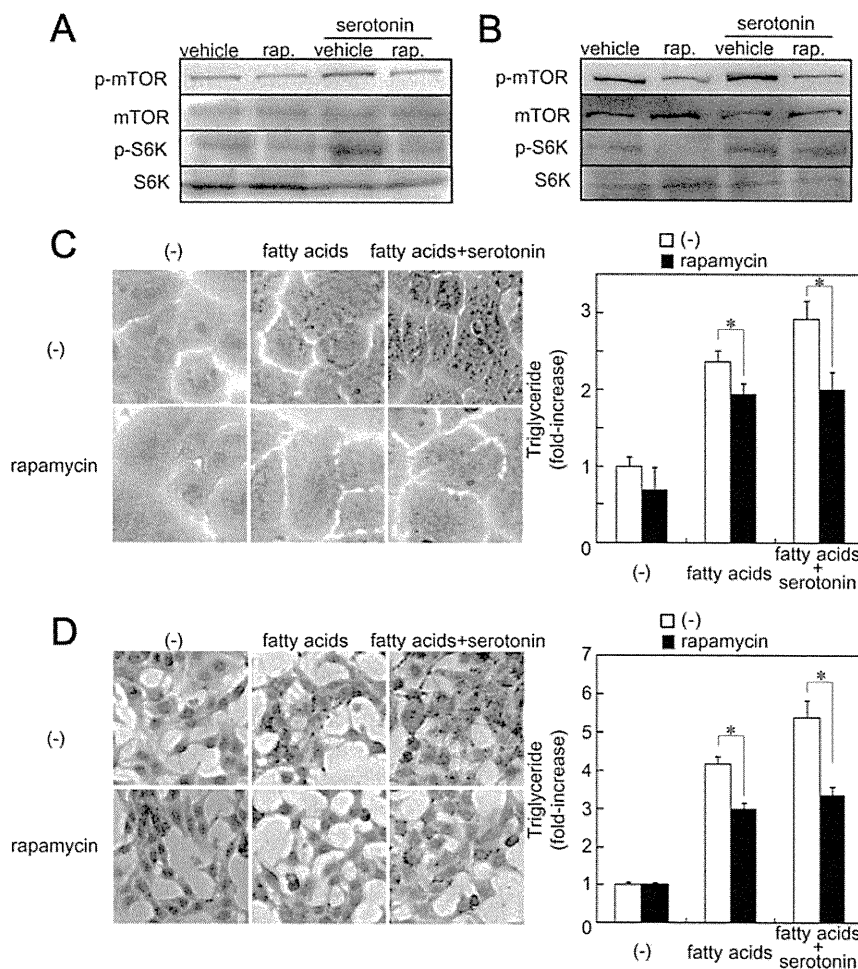 A
serotonin
vehicle rap. vehicle rap.
p-mTOR
mTOR
p-S6K
S6K
B
serotonin
vehicle rap. vehicle rap.
p-mTOR
mTOR
p-S6K
S6K
C
(-) fatty acids fatty acids+serotonin
(-)
rapamycin
(-)
rapamycin
Triglyceride
(fold-increase)
3
2
1
0
*
*
(-) fatty acids fatty acids
+
serotonin
D
(-) fatty acids fatty acids+serotonin
(-)
rapamycin
(-)
rapamycin
Triglyceride
(fold-increase)
7
6
5
4
3
2
1
0
*
*
(-) fatty acids fatty acids
+
serotonin